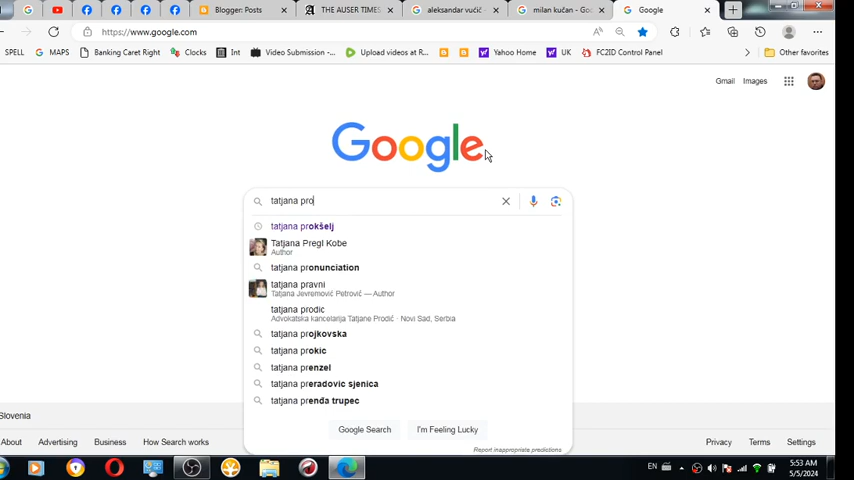 Blogger: Posts
THE AUSER TIMES
aleksandar vučić -
milan kučan - Go
Google
https://www.google.com
SPELL
MAPS
Banking Caret Right
Clocks
Int
Video Submission -...
Upload videos at R...
Yahoo Home
UK
FC2ID Control Panel
Other favorites
Gmail
Images
Google
tatjana pro
tatjana prokšelj
Tatjana Pregl Kobe
Author
tatjana pronunciation
tatjana pravni
Tatjana Jevremović Petrović — Author
tatjana prodic
Advokatska kancelarija Tatjane Prodić · Novi Sad, Serbia
tatjana projkovska
tatjana prokic
tatjana prenzel
tatjana preradovic sjenica
tatjana prenda trupec
Google Search
I'm Feeling Lucky
Report inappropriate predictions
Slovenia
About
Advertising
Business
How Search works
Privacy
Terms
Settings
EN
5:53 AM
5/5/2024